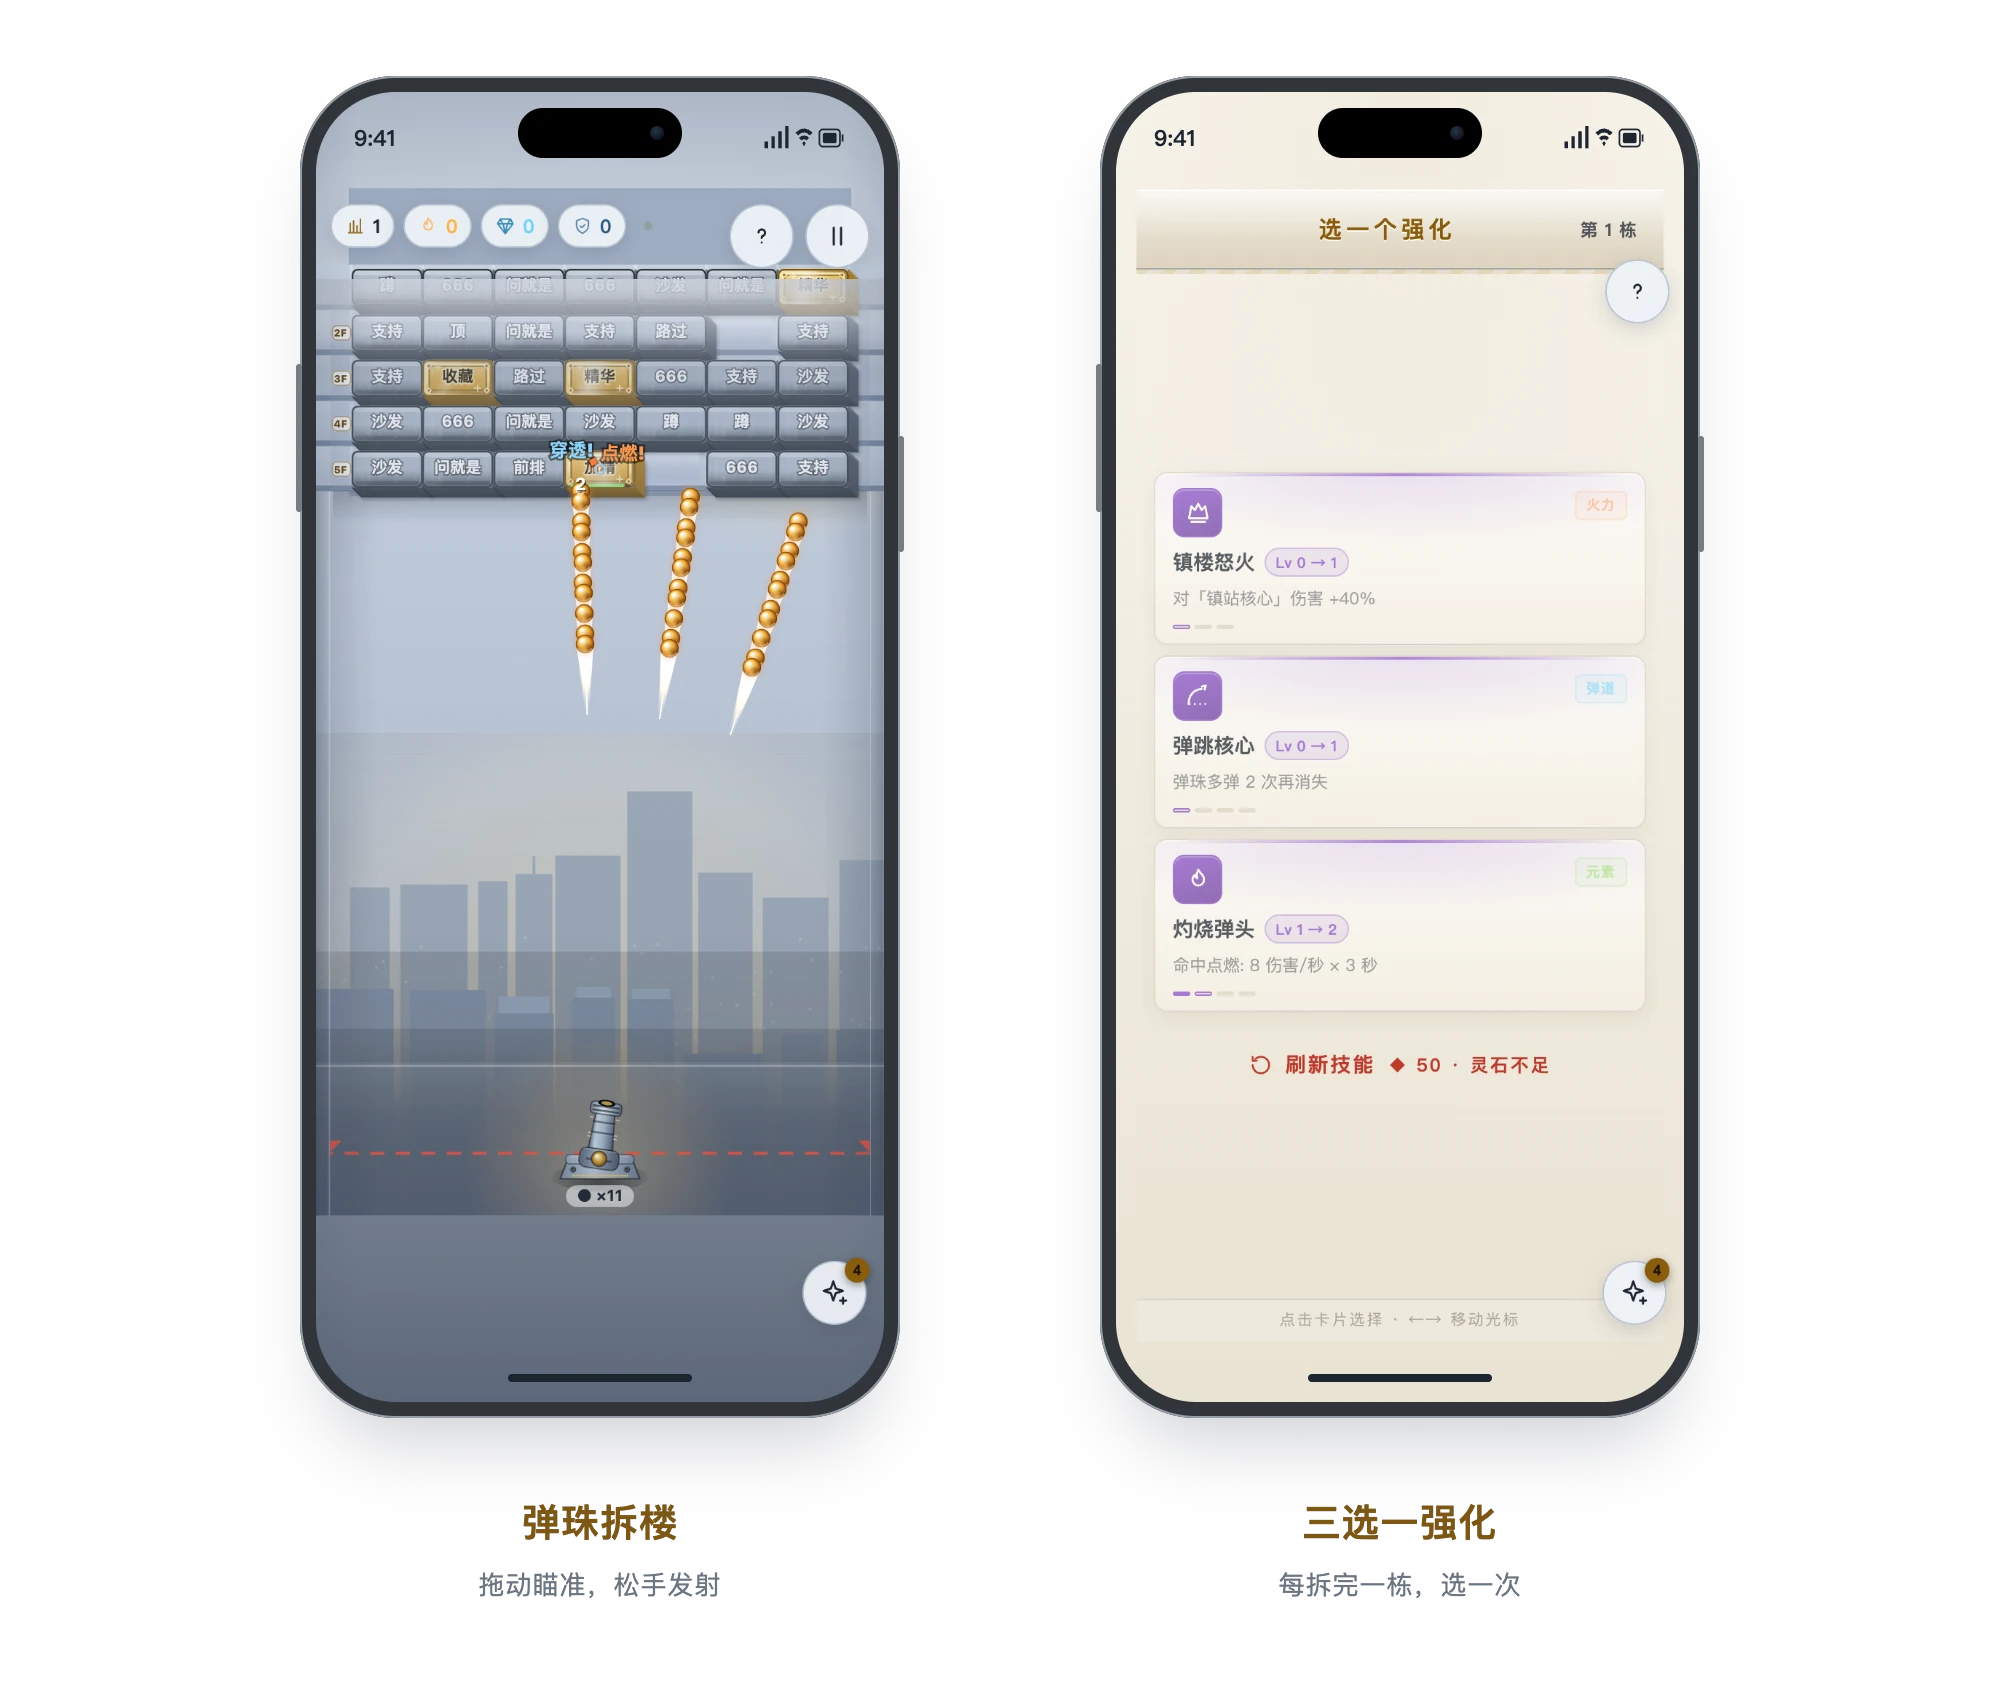 9:41
1 0 0 0 ?
蹲 666 问就是 666 沙发 问就是 精华
2F 支持 顶 问就是 支持 路过 支持
3F 支持 收藏 路过 精华 666 支持 沙发
4F 沙发 666 问就是 沙发 蹲 蹲 沙发
穿透! 点燃!
5F 沙发 问就是 前排 666 支持
2
×11
4
弹珠拆楼
拖动瞄准，松手发射
9:41
选一个强化 第 1 栋
?
火力
镇楼怒火 Lv 0→1
对「镇站核心」伤害 +40%
弹道
弹跳核心 Lv 0→1
弹珠多弹 2 次再消失
元素
灼烧弹头 Lv 1→2
命中点燃: 8 伤害/秒 × 3 秒
刷新技能 ◆ 50 · 灵石不足
4
点击卡片选择 · ←→ 移动光标
三选一强化
每拆完一栋，选一次